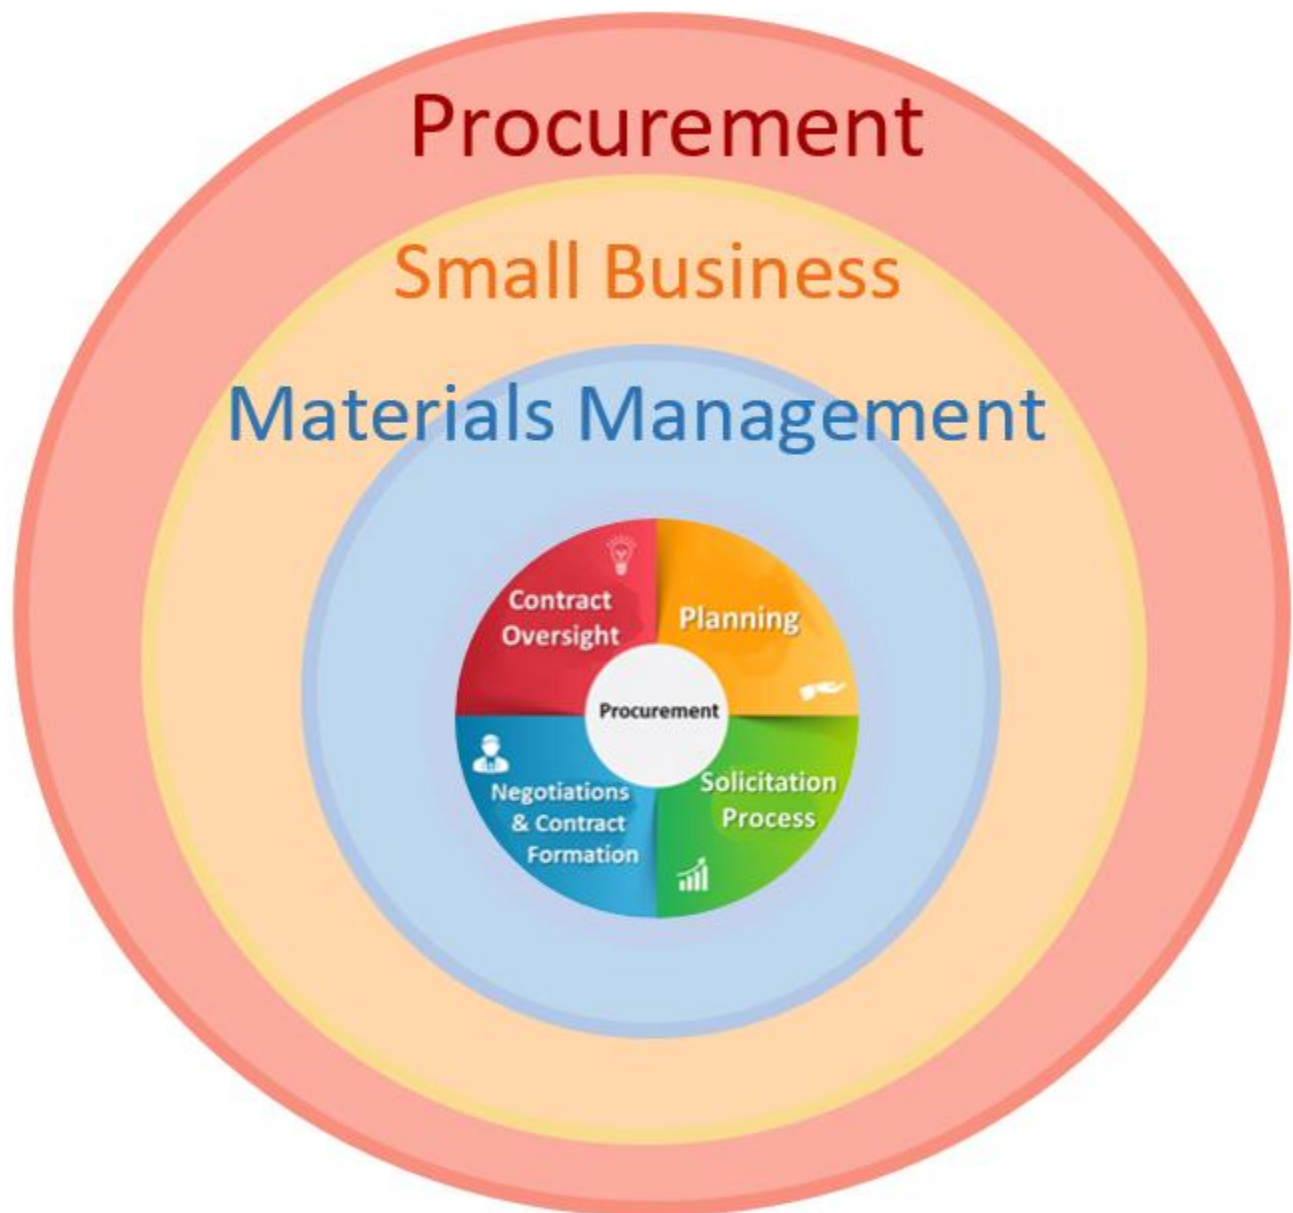 Procurement
Small Business
Materials Management
Contract
Oversight
Planning
Procurement
Negotiations
& Contract
Formation
Solicitation
Process